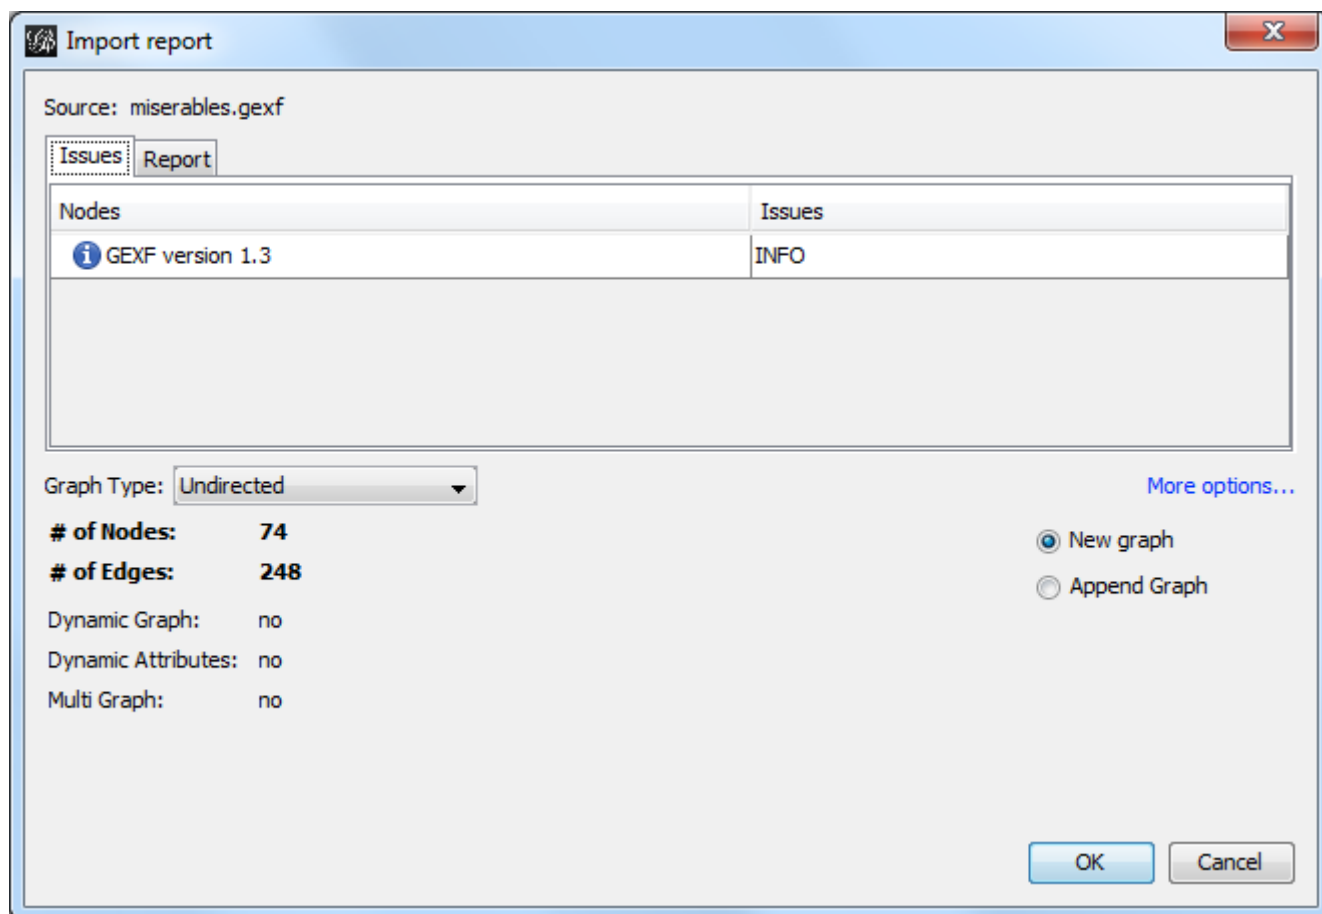 Import report
Source: miserables.gexf
Issues Report
Nodes Issues
GEXF version 1.3 INFO
Graph Type: Undirected More options...
# of Nodes: 74
New graph
# of Edges: 248
Append Graph
Dynamic Graph: no
Dynamic Attributes: no
Multi Graph: no
OK Cancel